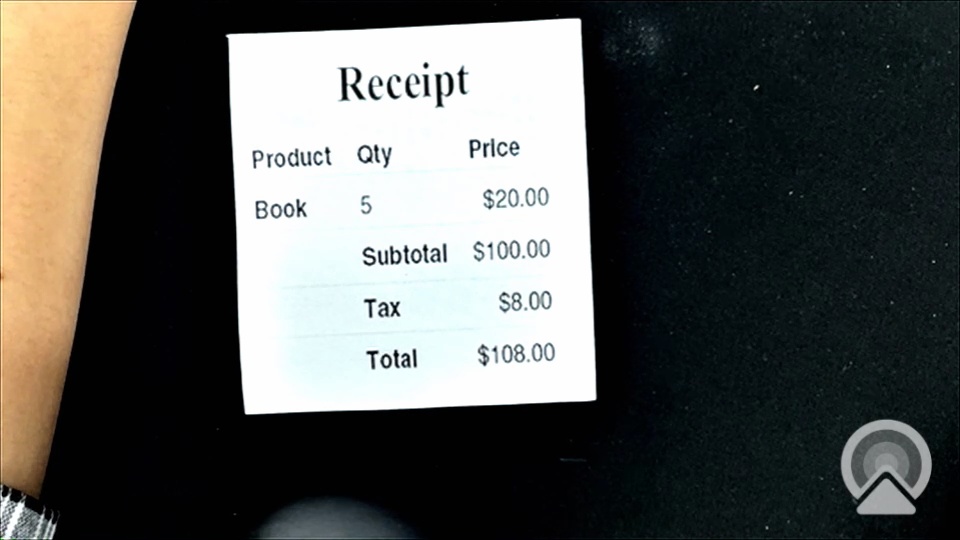 Receipt
Product Qty Price
Book 5 $20.00
Subtotal $100.00
Tax $8.00
Total $108.00